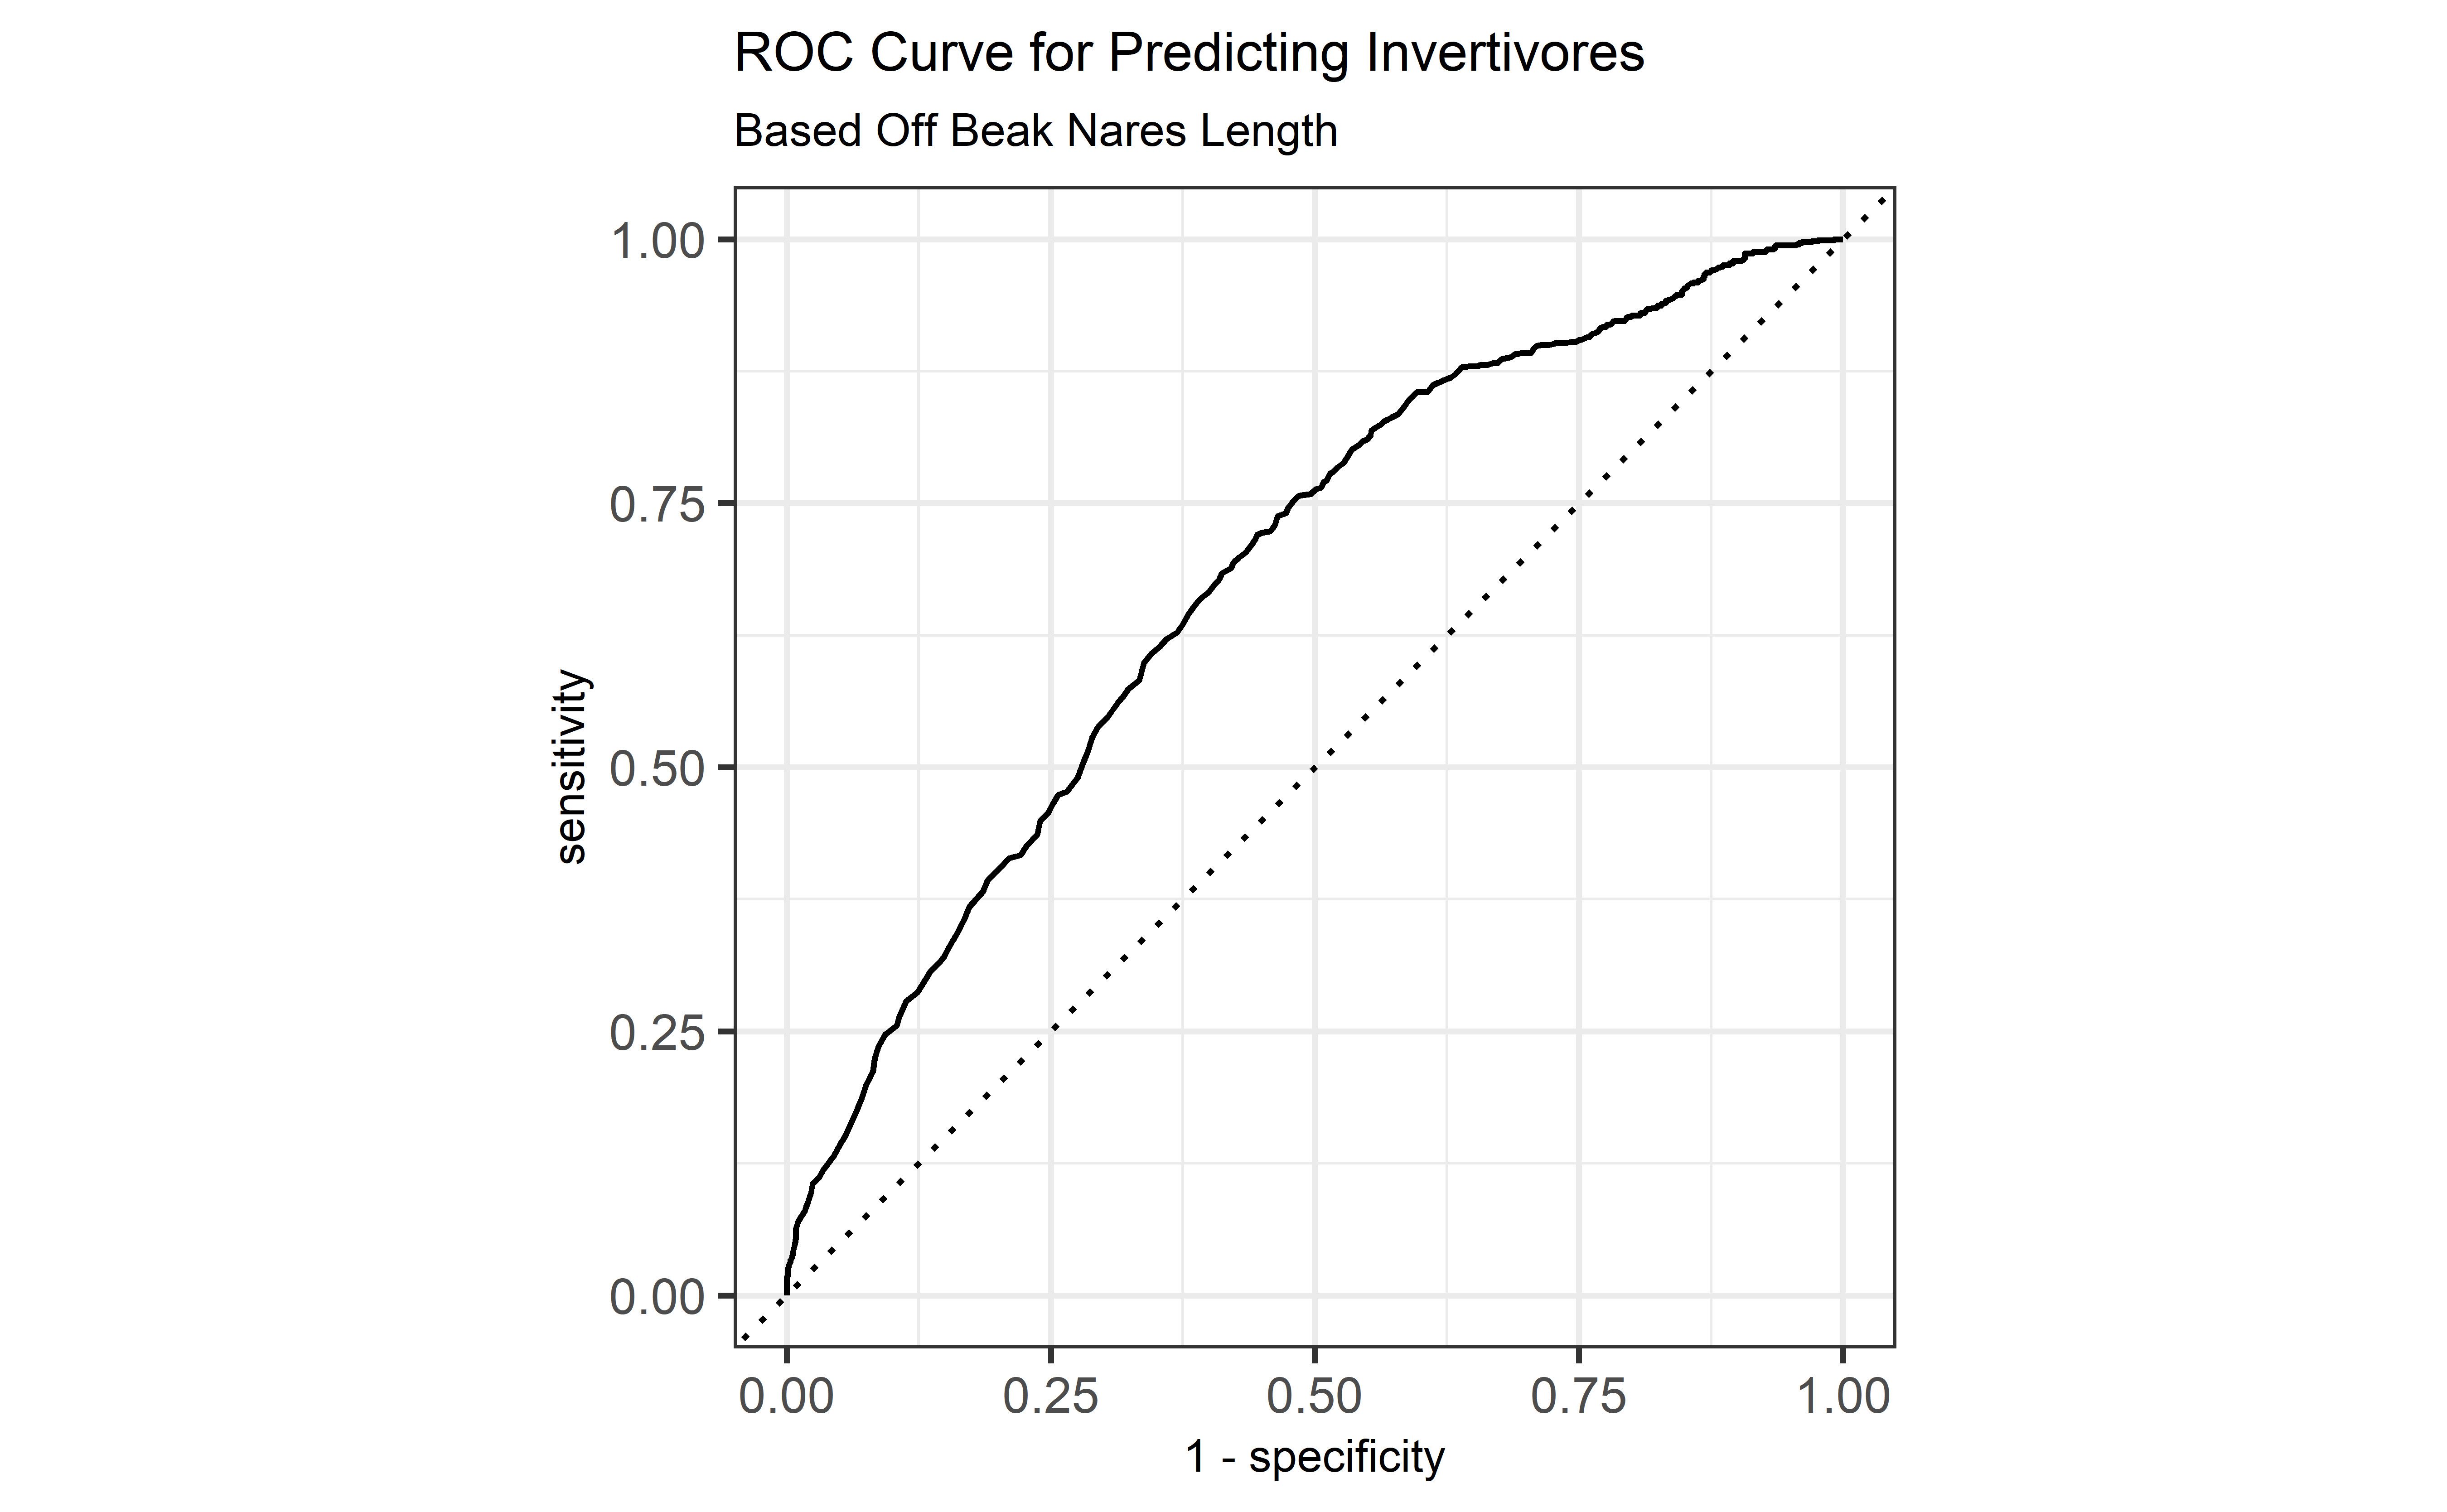 ROC Curve for Predicting Invertivores
Based Off Beak Nares Length
1.00
0.75
0.50
0.25
0.00
sensitivity
0.00 0.25 0.50 0.75 1.00
1 - specificity